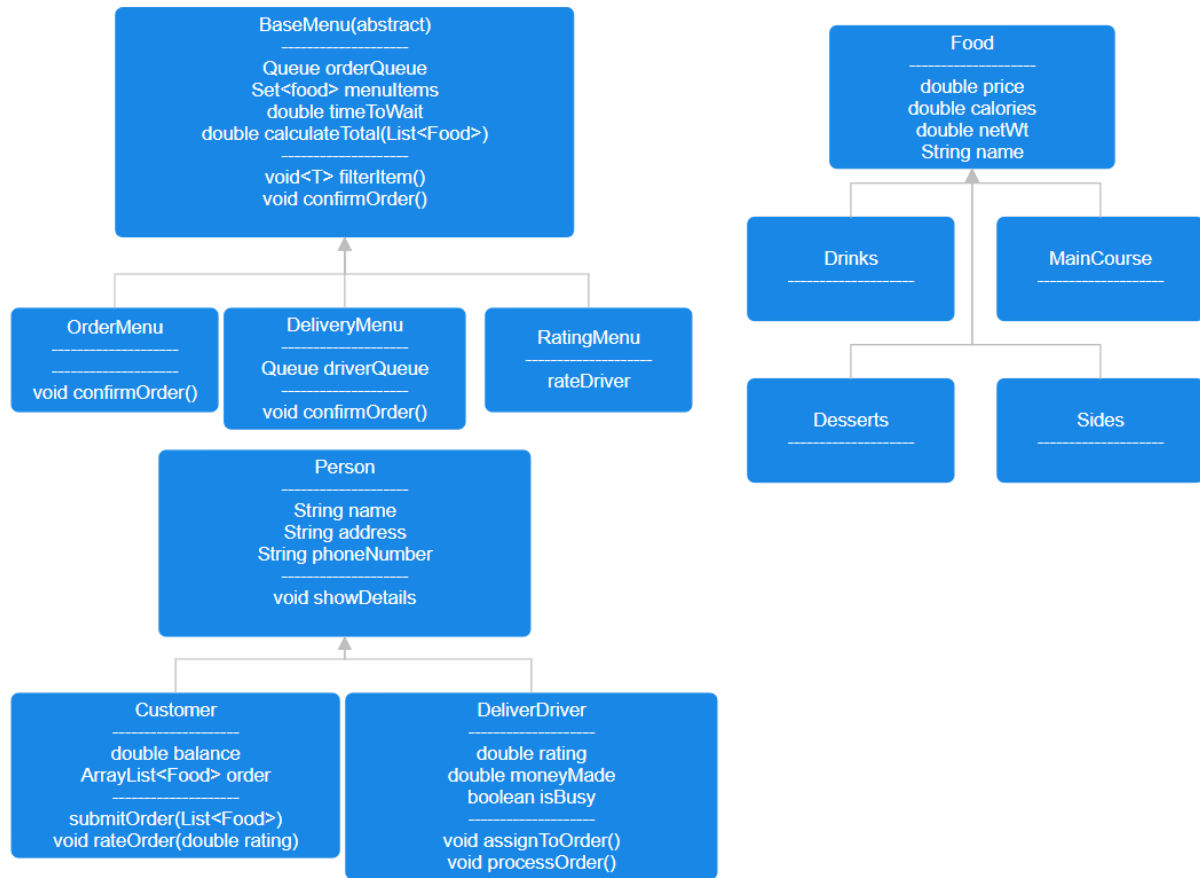 BaseMenu(abstract)
--------------------
Queue orderQueue
Set<food> menuItems
double timeToWait
double calculateTotal(List<Food>)
--------------------
void<T> filterItem()
void confirmOrder()
OrderMenu
--------------------
--------------------
void confirmOrder()
DeliveryMenu
--------------------
Queue driverQueue
--------------------
void confirmOrder()
RatingMenu
--------------------
rateDriver
Food
--------------------
double price
double calories
double netWt
String name
Drinks
--------------------
MainCourse
--------------------
Desserts
--------------------
Sides
--------------------
Person
--------------------
String name
String address
String phoneNumber
--------------------
void showDetails
Customer
--------------------
double balance
ArrayList<Food> order
--------------------
submitOrder(List<Food>)
void rateOrder(double rating)
DeliverDriver
--------------------
double rating
double moneyMade
boolean isBusy
--------------------
void assignToOrder()
void processOrder()